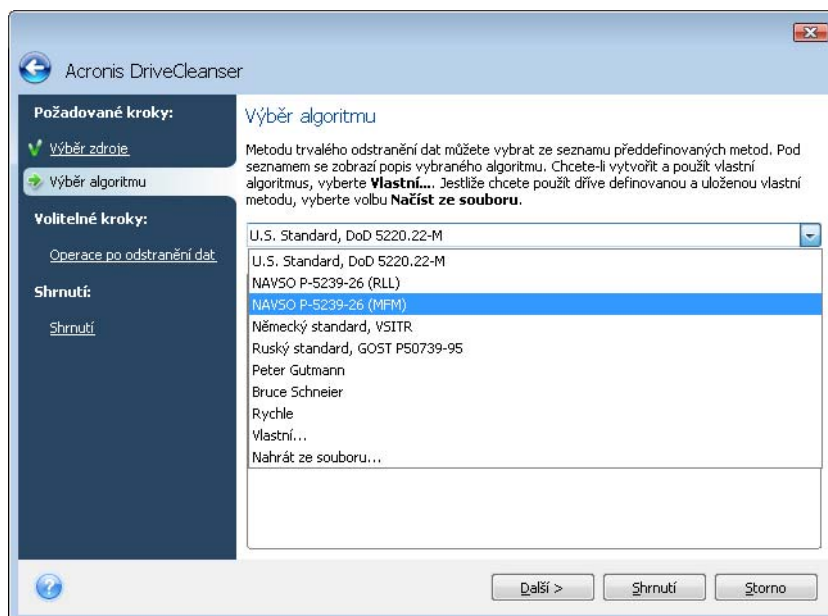 Acronis DriveCleanser
Požadované kroky:
Výběr zdroje
Výběr algoritmu
Volitelné kroky:
Operace po odstranění dat
Shrnutí:
Shrnutí
Výběr algoritmu
Metodu trvalého odstranění dat můžete vybrat ze seznamu předdefinovaných metod. Pod
seznamem se zobrazí popis vybraného algoritmu. Chcete-li vytvořit a použít vlastní
algoritmus, vyberte Vlastní.... Jestliže chcete použít dříve definovanou a uloženou vlastní
metodu, vyberte volbu Načíst ze souboru.
U.S. Standard, DoD 5220.22-M
U.S. Standard, DoD 5220.22-M
NAVSO P-5239-26 (RLL)
NAVSO P-5239-26 (MFM)
Německý standard, VSITR
Ruský standard, GOST P50739-95
Peter Gutmann
Bruce Schneier
Rychle
Vlastní...
Nahrát ze souboru...
Další >
Shrnutí
Storno